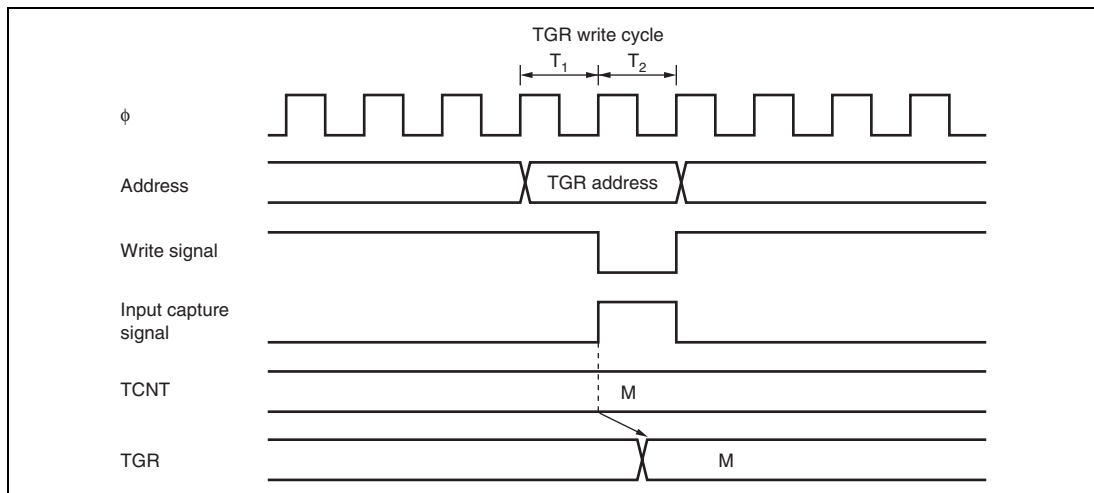 TGR write cycle
T1 T2
ϕ
Address
TGR address
Write signal
Input capture
signal
TCNT
M
TGR
M